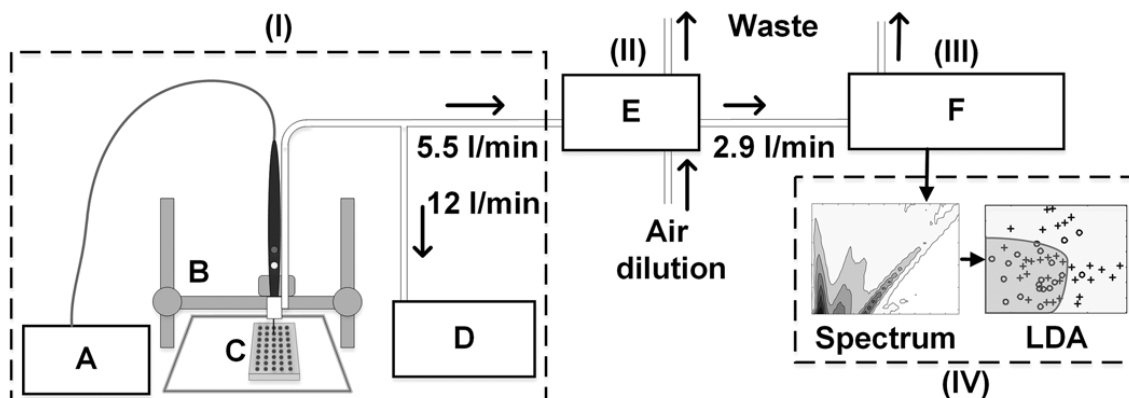 (I)
(II)
Waste
(III)
E
F
5.5 l/min
2.9 l/min
12 l/min
Air
dilution
B
A
C
D
Spectrum
LDA
(IV)